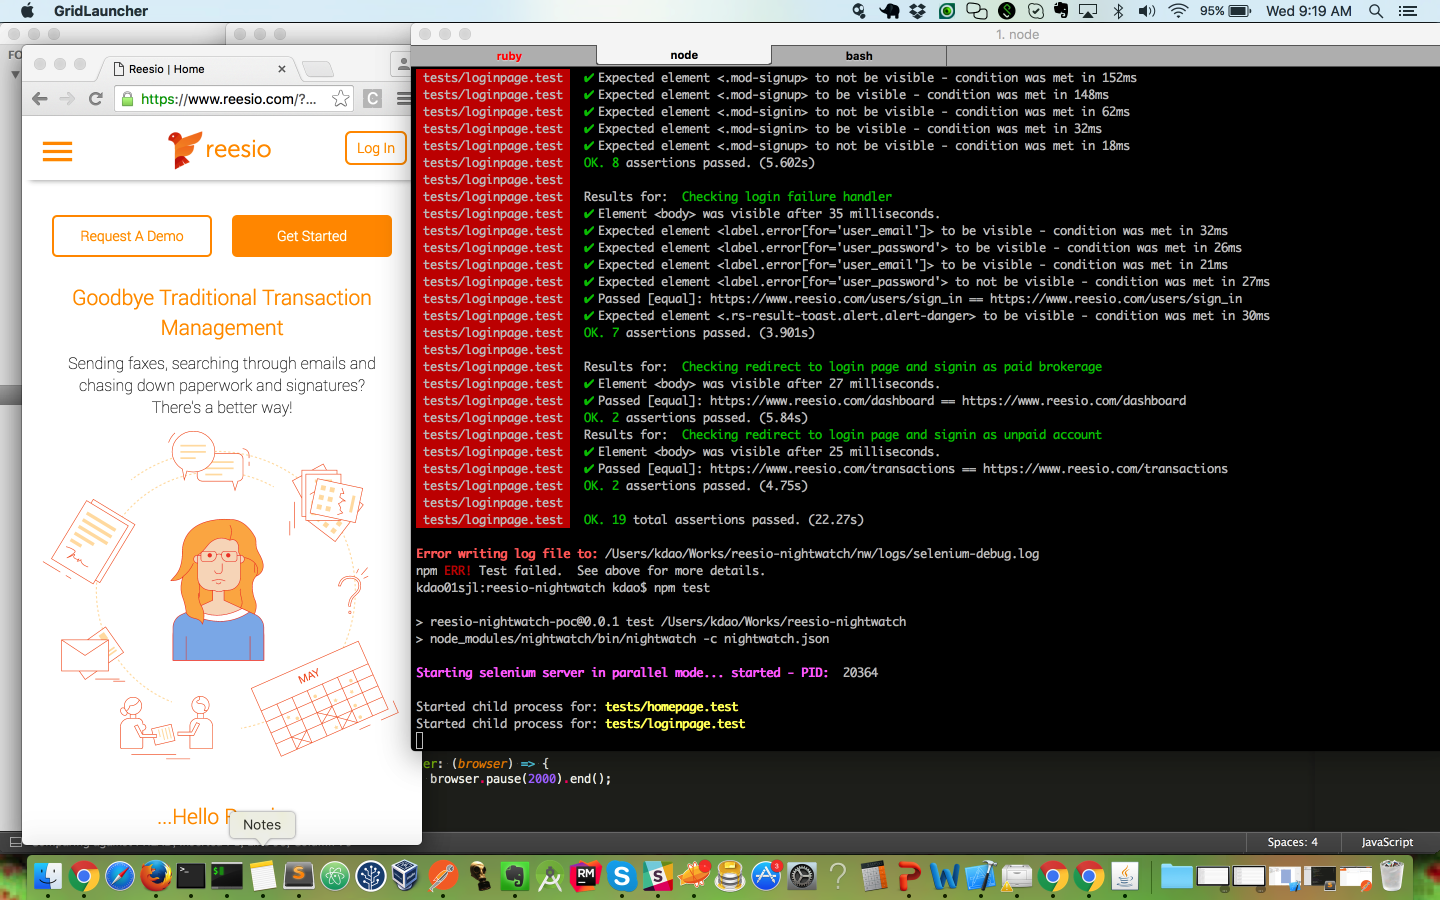 GridLauncher
95%
Wed 9:19 AM
1. node
ruby
node
bash
FO
Reesio | Home
https://www.reesio.com/?...
reesio
Log In
Request A Demo
Get Started
Goodbye Traditional Transaction
Management
Sending faxes, searching through emails and
chasing down paperwork and signatures?
There's a better way!
MAY
...Hello R
Notes
tests/loginpage.test ✔ Expected element <.mod-signup> to not be visible - condition was met in 152ms
tests/loginpage.test ✔ Expected element <.mod-signup> to be visible - condition was met in 148ms
tests/loginpage.test ✔ Expected element <.mod-signin> to not be visible - condition was met in 62ms
tests/loginpage.test ✔ Expected element <.mod-signin> to be visible - condition was met in 32ms
tests/loginpage.test ✔ Expected element <.mod-signup> to not be visible - condition was met in 18ms
tests/loginpage.test OK. 8 assertions passed. (5.602s)
tests/loginpage.test
tests/loginpage.test Results for: Checking login failure handler
tests/loginpage.test ✔ Element <body> was visible after 35 milliseconds.
tests/loginpage.test ✔ Expected element <label.error[for='user_email']> to be visible - condition was met in 32ms
tests/loginpage.test ✔ Expected element <label.error[for='user_password'> to be visible - condition was met in 26ms
tests/loginpage.test ✔ Expected element <label.error[for='user_email']> to be visible - condition was met in 21ms
tests/loginpage.test ✔ Expected element <label.error[for='user_password'> to not be visible - condition was met in 27ms
tests/loginpage.test ✔ Passed [equal]: https://www.reesio.com/users/sign_in == https://www.reesio.com/users/sign_in
tests/loginpage.test ✔ Expected element <.rs-result-toast.alert.alert-danger> to be visible - condition was met in 30ms
tests/loginpage.test OK. 7 assertions passed. (3.901s)
tests/loginpage.test
tests/loginpage.test Results for: Checking redirect to login page and signin as paid brokerage
tests/loginpage.test ✔ Element <body> was visible after 27 milliseconds.
tests/loginpage.test ✔ Passed [equal]: https://www.reesio.com/dashboard == https://www.reesio.com/dashboard
tests/loginpage.test OK. 2 assertions passed. (5.84s)
tests/loginpage.test Results for: Checking redirect to login page and signin as unpaid account
tests/loginpage.test ✔ Element <body> was visible after 25 milliseconds.
tests/loginpage.test ✔ Passed [equal]: https://www.reesio.com/transactions == https://www.reesio.com/transactions
tests/loginpage.test OK. 2 assertions passed. (4.75s)
tests/loginpage.test
tests/loginpage.test OK. 19 total assertions passed. (22.27s)
Error writing log file to: /Users/kdao/Works/reesio-nightwatch/nw/logs/selenium-debug.log
npm ERR! Test failed. See above for more details.
kdao01sjl:reesio-nightwatch kdao$ npm test
> reesio-nightwatch-poc@0.0.1 test /Users/kdao/Works/reesio-nightwatch
> node_modules/nightwatch/bin/nightwatch -c nightwatch.json
Starting selenium server in parallel mode... started - PID: 20364
Started child process for: tests/homepage.test
Started child process for: tests/loginpage.test
er: (browser) => {
browser.pause(2000).end();
Spaces: 4
JavaScript